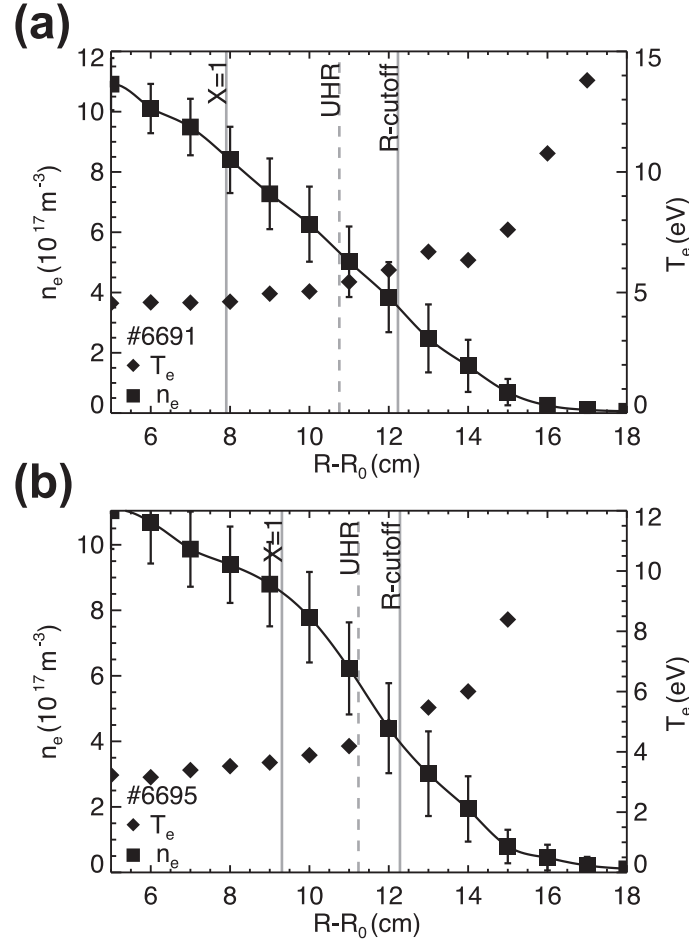 (a)
12
10
8
6
4
2
0
n_e (10^17 m^-3)
X=1
UHR
R-cutoff
15
10
5
0
T_e (eV)
#6691
T_e
n_e
6 8 10 12 14 16 18
R-R_0 (cm)
(b)
10
8
6
4
2
0
n_e (10^17 m^-3)
X=1
UHR
R-cutoff
12
10
8
6
4
2
0
T_e (eV)
#6695
T_e
n_e
6 8 10 12 14 16 18
R-R_0 (cm)